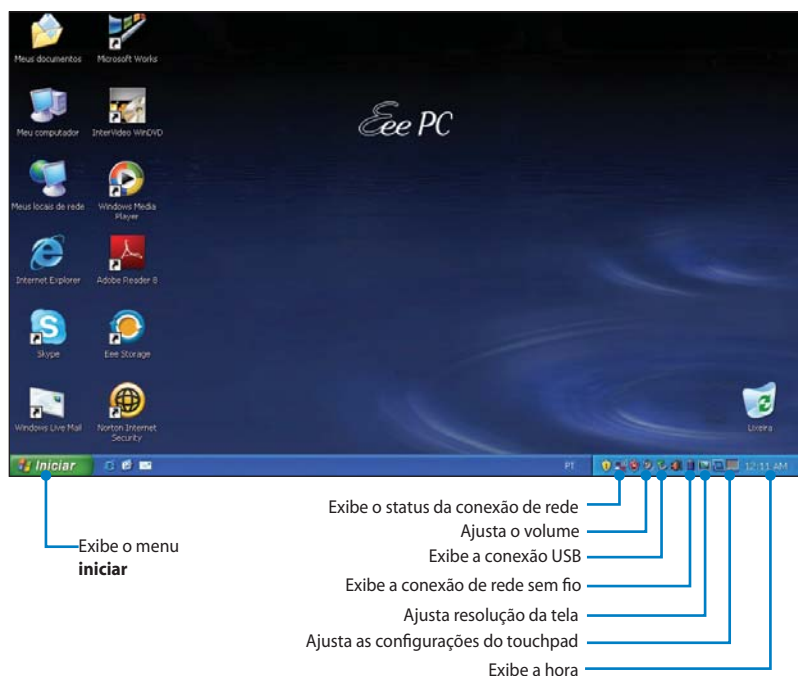 Meus documentos
Microsoft Works
Eee PC
Meu computador
InterVideo WinDVD
Meus locais de rede
Windows Media
Player
Internet Explorer
Adobe Reader 8
Skype
Eee Storage
Windows Live Mail
Norton Internet
Security
Lixeira
Iniciar
PT
12:11 AM
Exibe o status da conexão de rede
Ajusta o volume
Exibe o menu
iniciar
Exibe a conexão USB
Exibe a conexão de rede sem fio
Ajusta resolução da tela
Ajusta as configurações do touchpad
Exibe a hora